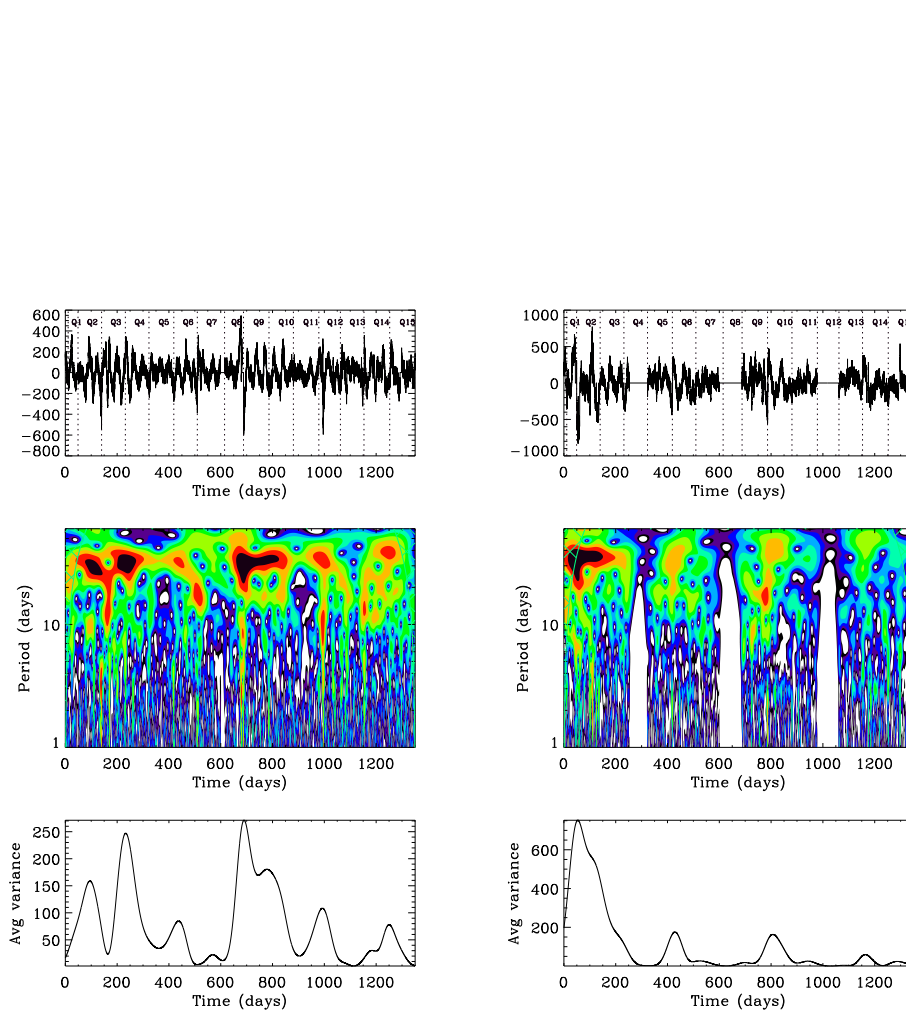 600
400
200
0
−200
−400
−600
−800
Q1 Q2 Q3 Q4 Q5 Q6 Q7 Q8 Q9 Q10 Q11 Q12 Q13 Q14 Q15
0 200 400 600 800 1000 1200
Time (days)
1000
500
0
−500
−1000
Q1 Q2 Q3 Q4 Q5 Q6 Q7 Q8 Q9 Q10 Q11 Q12 Q13 Q14
0 200 400 600 800 1000 1200
Time (days)
Period (days)
10
1
0 200 400 600 800 1000 1200
Time (days)
Period (days)
10
1
0 200 400 600 800 1000 1200
Time (days)
Avg variance
250
200
150
100
50
0 200 400 600 800 1000 1200
Time (days)
Avg variance
600
400
200
0 200 400 600 800 1000 1200
Time (days)